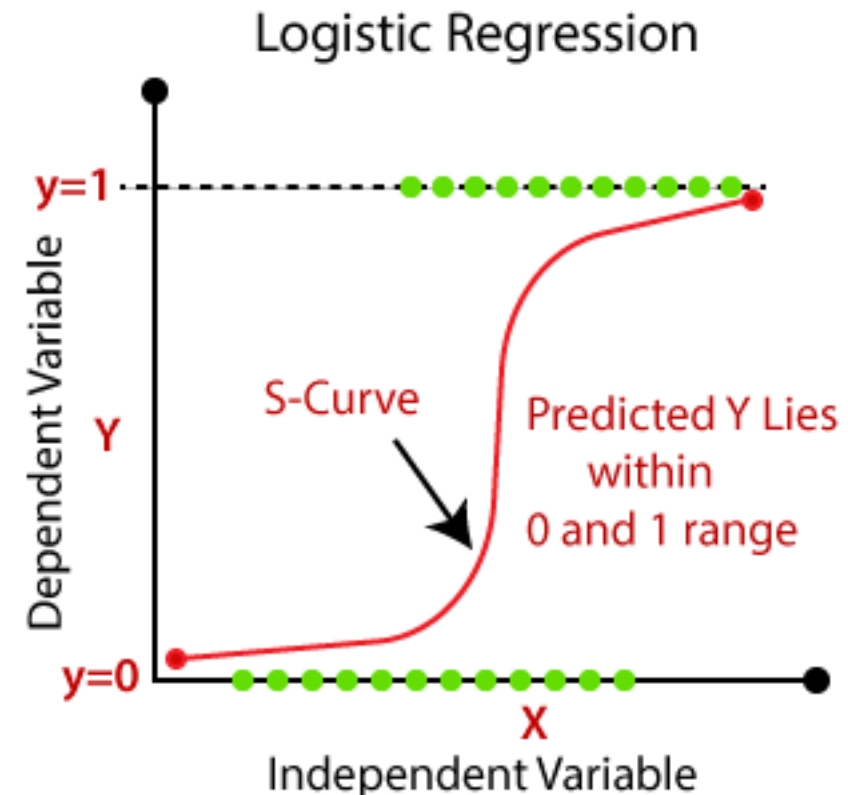 Logistic Regression
y=1
Dependent Variable
Y
S-Curve
Predicted Y Lies
within
0 and 1 range
y=0
X
Independent Variable